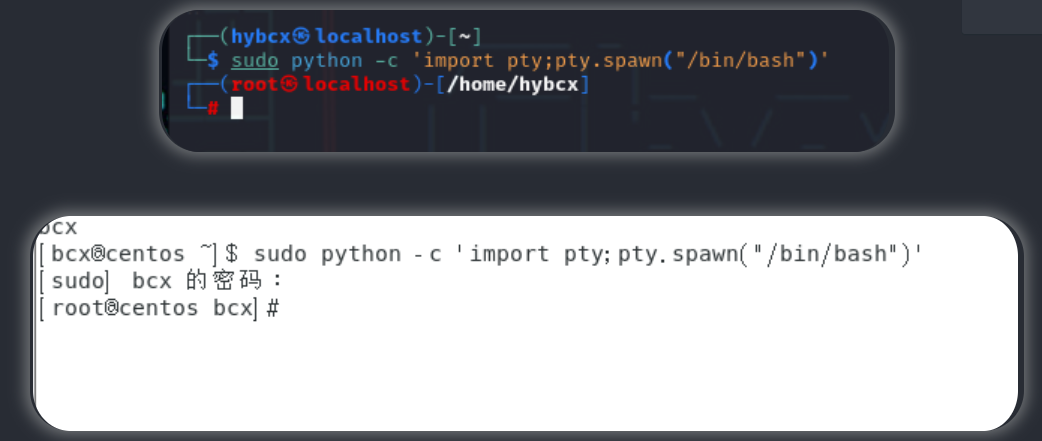 ┌──(hybcx㉿localhost)-[~]
└─$ sudo python -c 'import pty;pty.spawn("/bin/bash")'
┌──(root㉿localhost)-[/home/hybcx]
└─#
bcx
[bcx@centos ~]$ sudo python -c 'import pty;pty.spawn("/bin/bash")'
[sudo] bcx 的密码：
[root@centos bcx]#